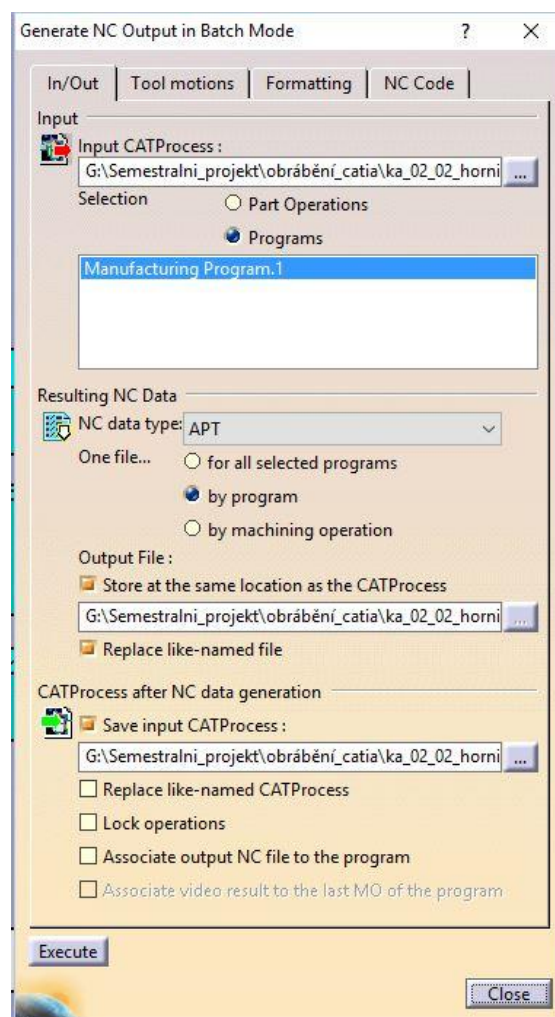 Generate NC Output in Batch Mode ? X
In/Out Tool motions Formatting NC Code
Input
Input CATProcess :
G:\Semestralni_projekt\obrábění_catia\ka_02_02_horni ...
Selection Part Operations
Programs
Manufacturing Program.1
Resulting NC Data
NC data type: APT
One file... for all selected programs
by program
by machining operation
Output File :
Store at the same location as the CATProcess
G:\Semestralni_projekt\obrábění_catia\ka_02_02_horni ...
Replace like-named file
CATProcess after NC data generation
Save input CATProcess :
G:\Semestralni_projekt\obrábění_catia\ka_02_02_horni ...
Replace like-named CATProcess
Lock operations
Associate output NC file to the program
Associate video result to the last MO of the program
Execute
Close